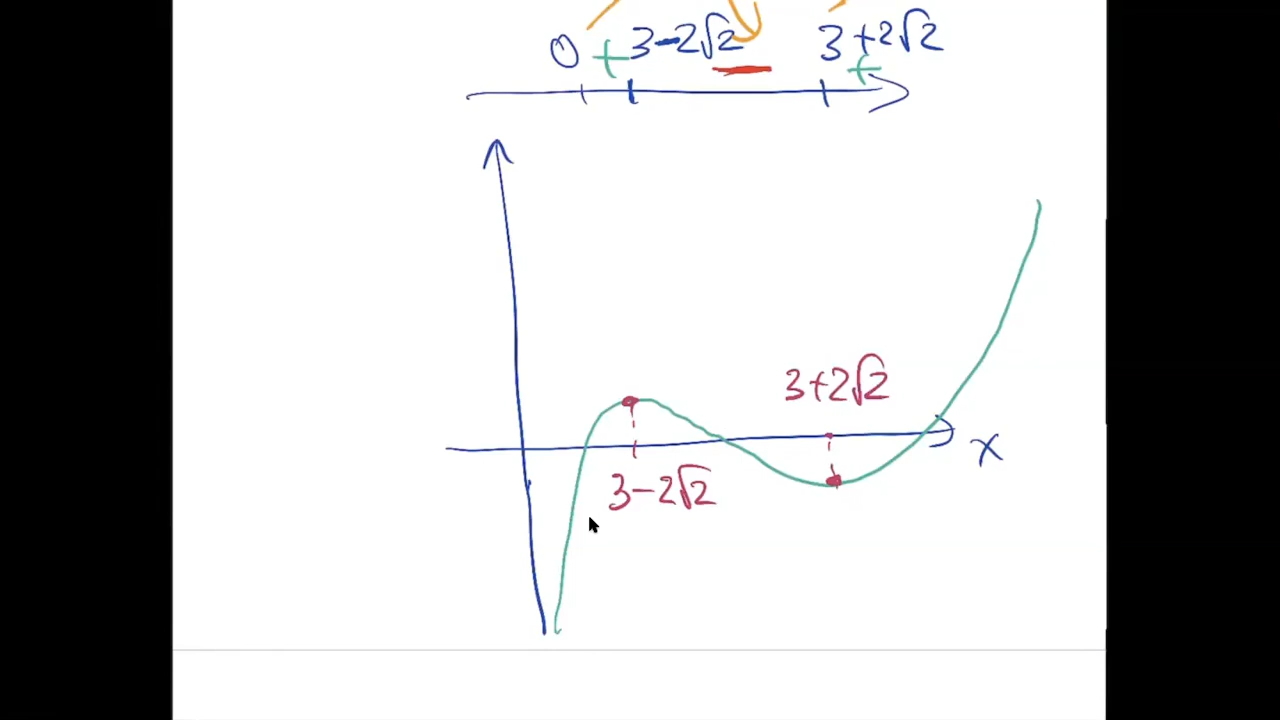 0 + 3-2√2 3+2√2
- +
3+2√2
x
3-2√2